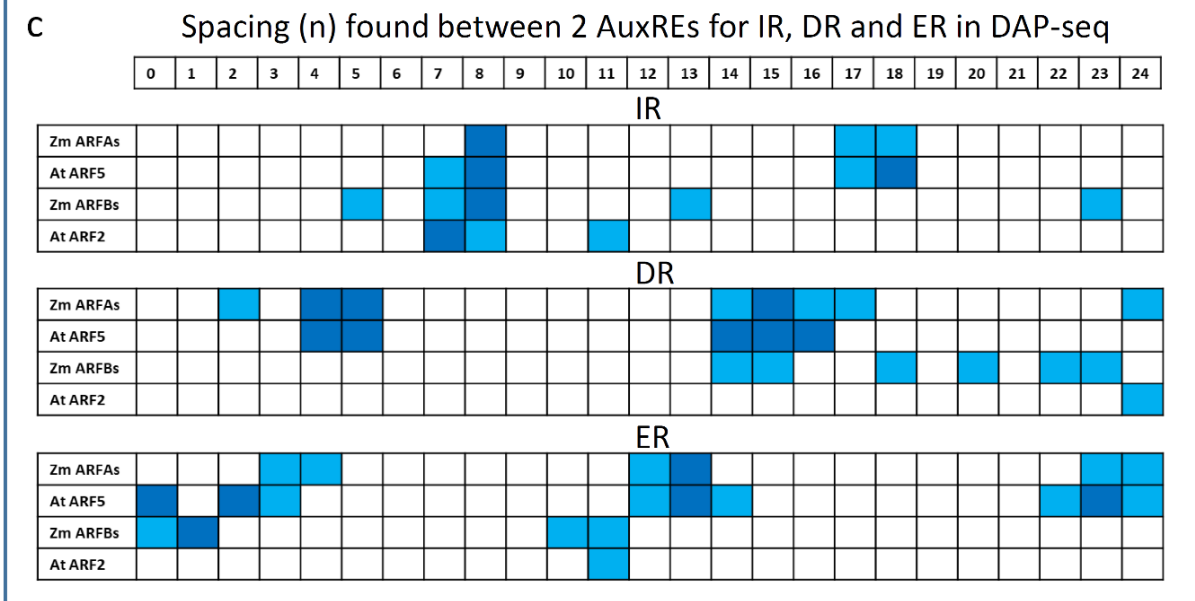 C
Spacing (n) found between 2 AuxREs for IR, DR and ER in DAP-seq
0 1 2 3 4 5 6 7 8 9 10 11 12 13 14 15 16 17 18 19 20 21 22 23 24
IR
Zm ARFAs
At ARF5
Zm ARFBs
At ARF2
DR
Zm ARFAs
At ARF5
Zm ARFBs
At ARF2
ER
Zm ARFAs
At ARF5
Zm ARFBs
At ARF2